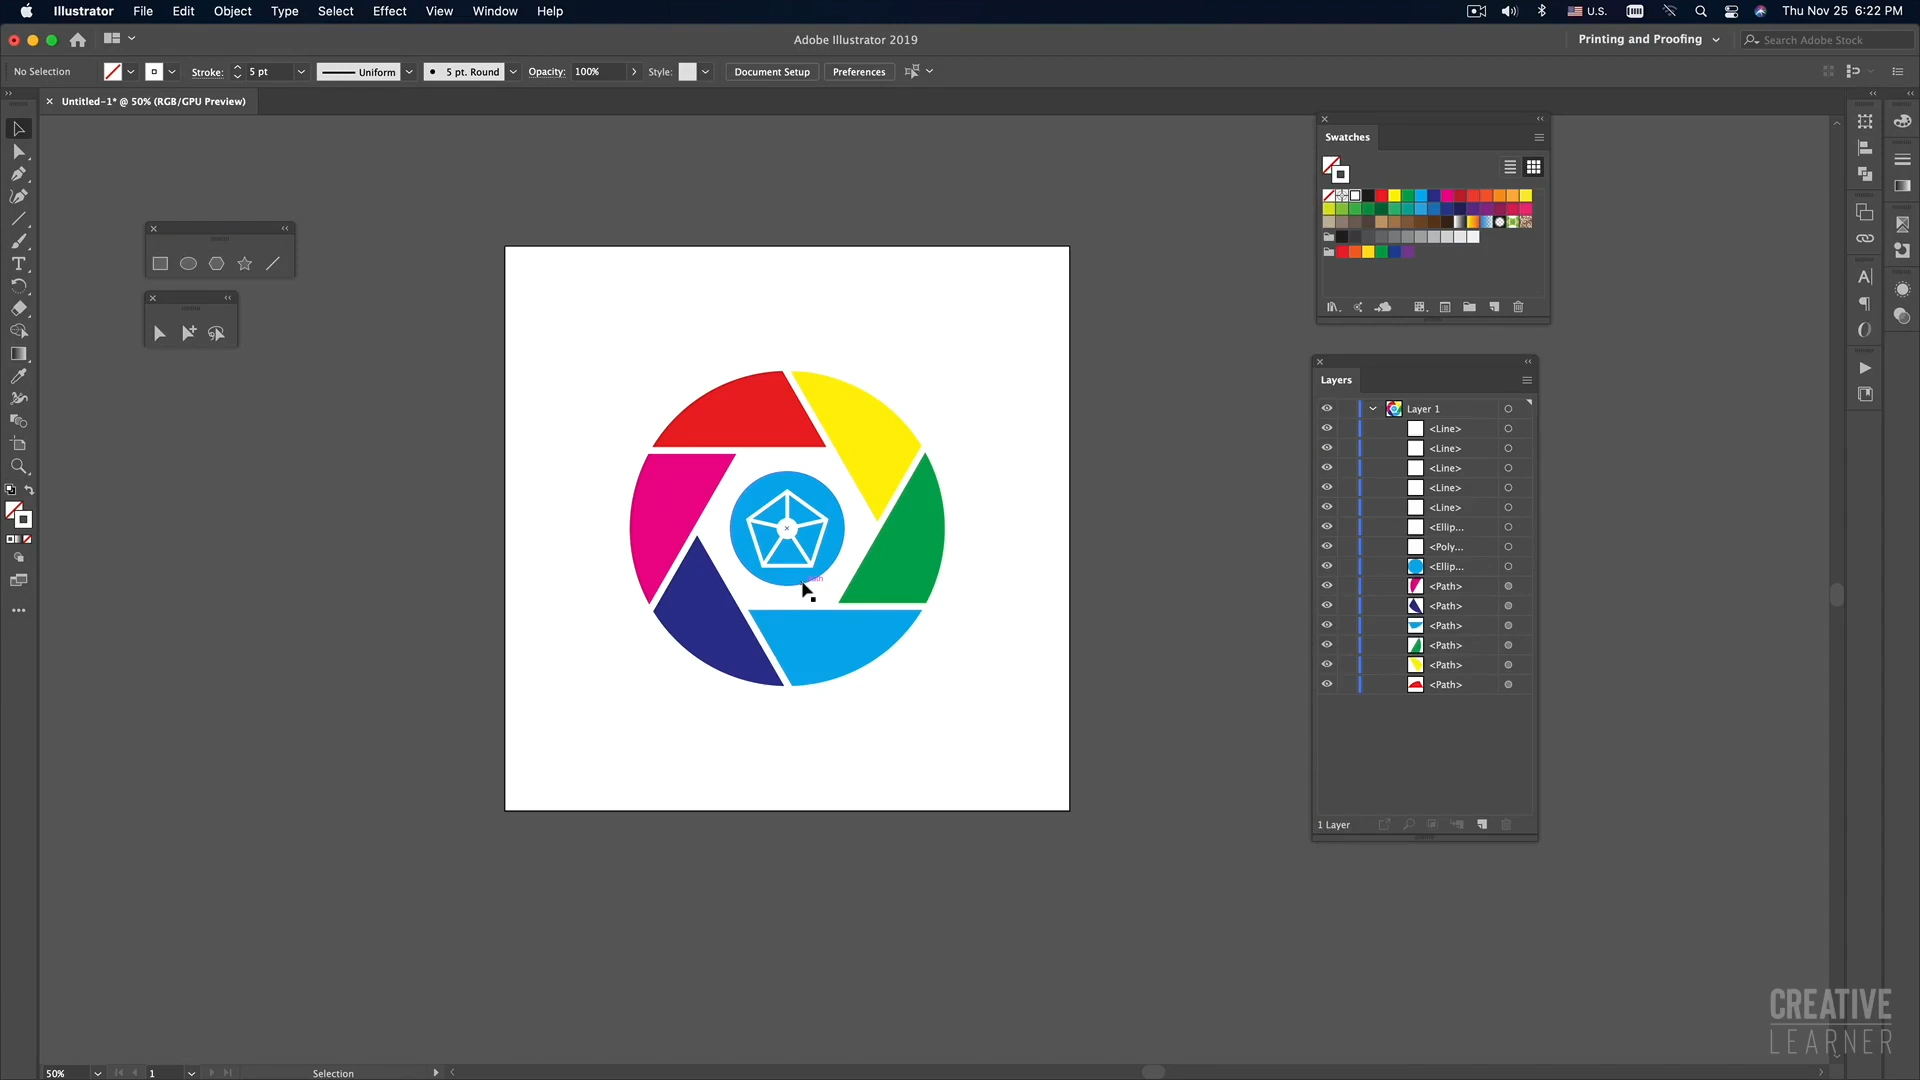 Illustrator File Edit Object Type Select Effect View Window Help
U.S. Thu Nov 25 6:22 PM
Adobe Illustrator 2019
Printing and Proofing
Search Adobe Stock
No Selection Stroke: 5 pt Uniform 5 pt. Round Opacity: 100% Style: Document Setup Preferences
Untitled-1* @ 50% (RGB/GPU Preview)
Swatches
Layers
Layer 1
<Line>
<Line>
<Line>
<Line>
<Line>
<Ellip...
<Poly...
<Ellip...
<Path>
<Path>
<Path>
<Path>
<Path>
<Path>
1 Layer
CREATIVE
LEARNER
50% 1 Selection